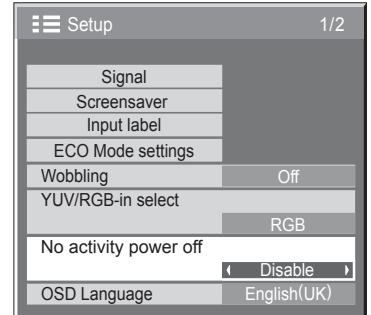 Setup 1/2
Signal
Screensaver
Input label
ECO Mode settings
Wobbling Off
YUV/RGB-in select
RGB
No activity power off
Disable
OSD Language English(UK)